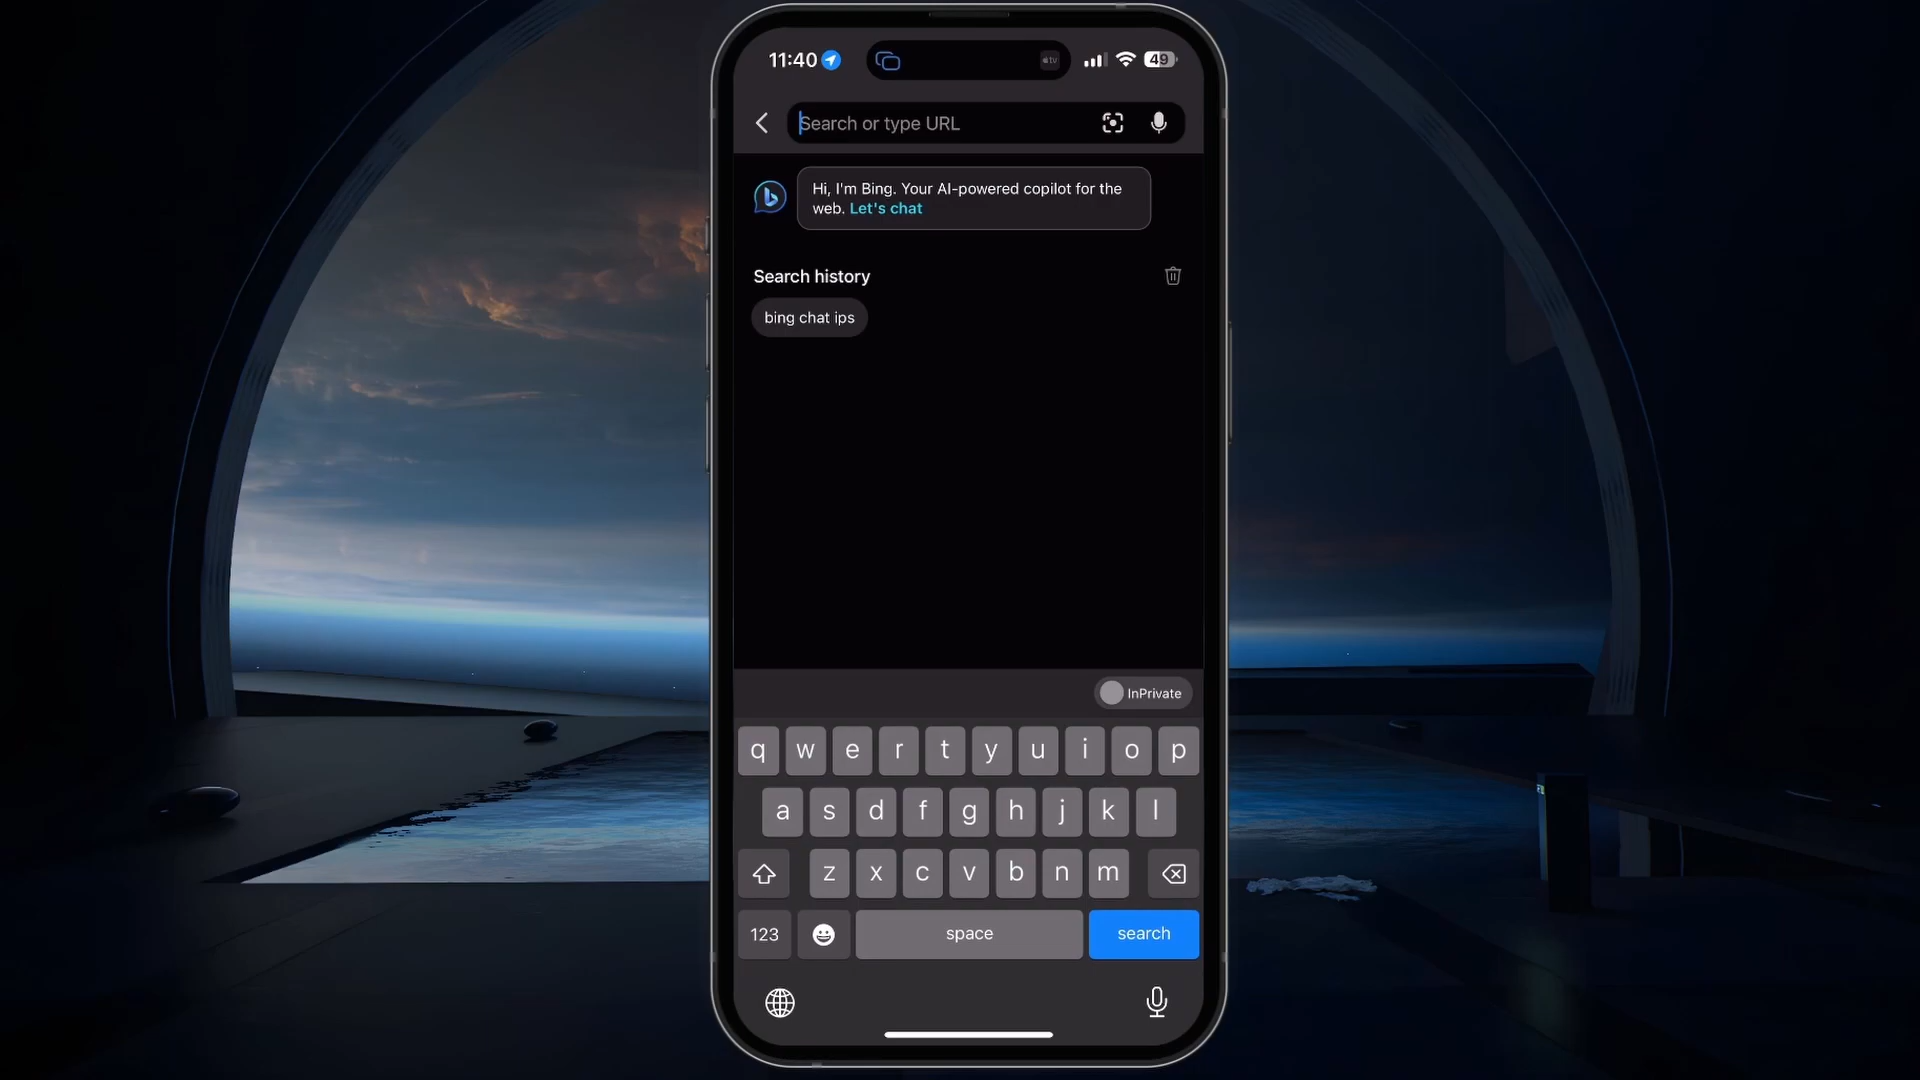 11:40
tv
49
Search or type URL
Hi, I'm Bing. Your AI-powered copilot for the
web. Let's chat
Search history
bing chat ips
InPrivate
q w e r t y u i o p
a s d f g h j k l
z x c v b n m
123 space search